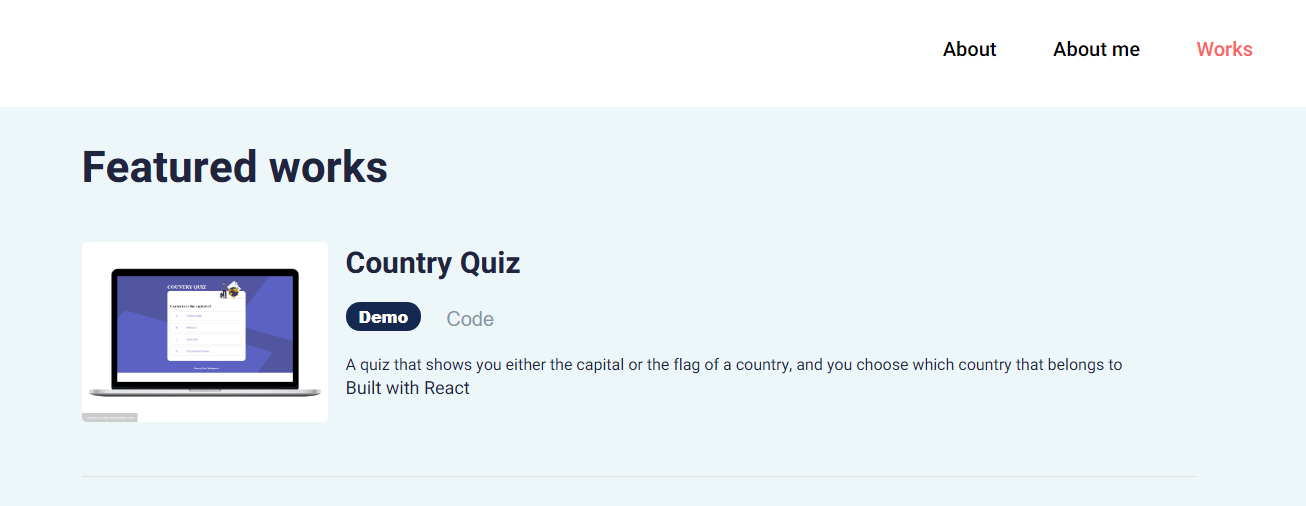 About About me Works
Featured works
COUNTRY QUIZ
Country Quiz
Demo Code
A quiz that shows you either the capital or the flag of a country, and you choose which country that belongs to
Built with React